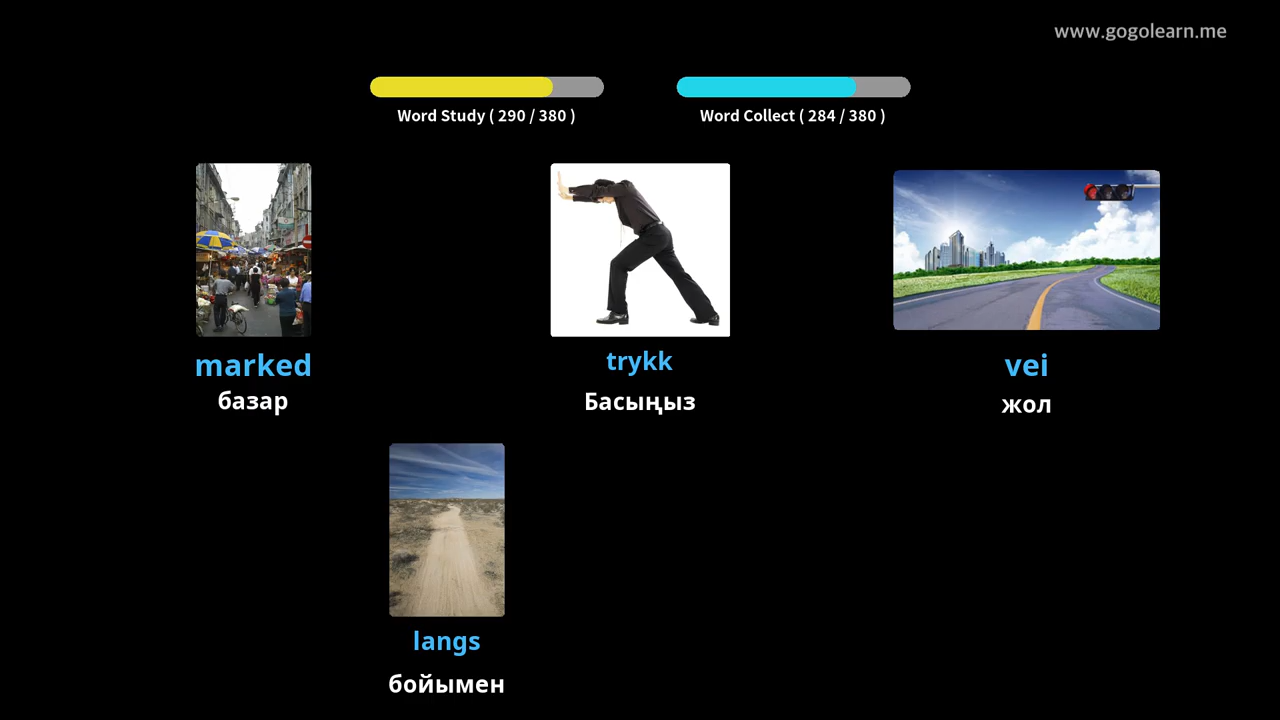 www.gogolearn.me
Word Study ( 290 / 380 )
Word Collect ( 284 / 380 )
marked
базар
trykk
Басыңыз
vei
жол
langs
бойымен